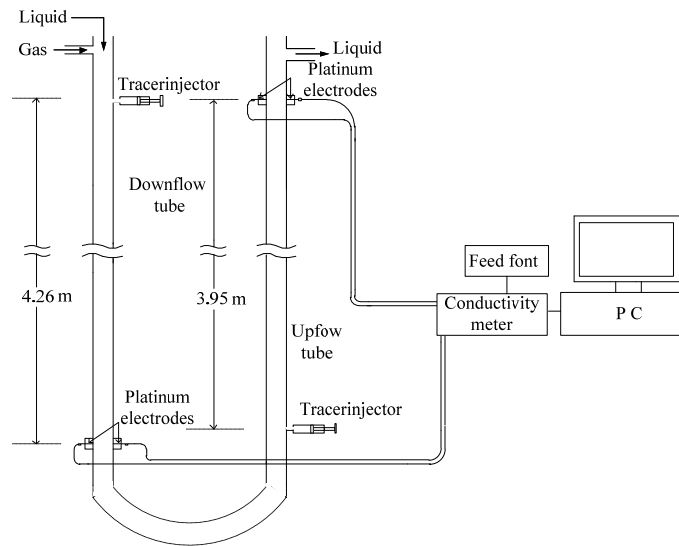 Liquid
Gas
Liquid
Platinum
electrodes
Tracerinjector
Downflow
tube
Feed font
4.26 m
3.95 m
Conductivity
meter
P C
Upfow
tube
Platinum
electrodes
Tracerinjector